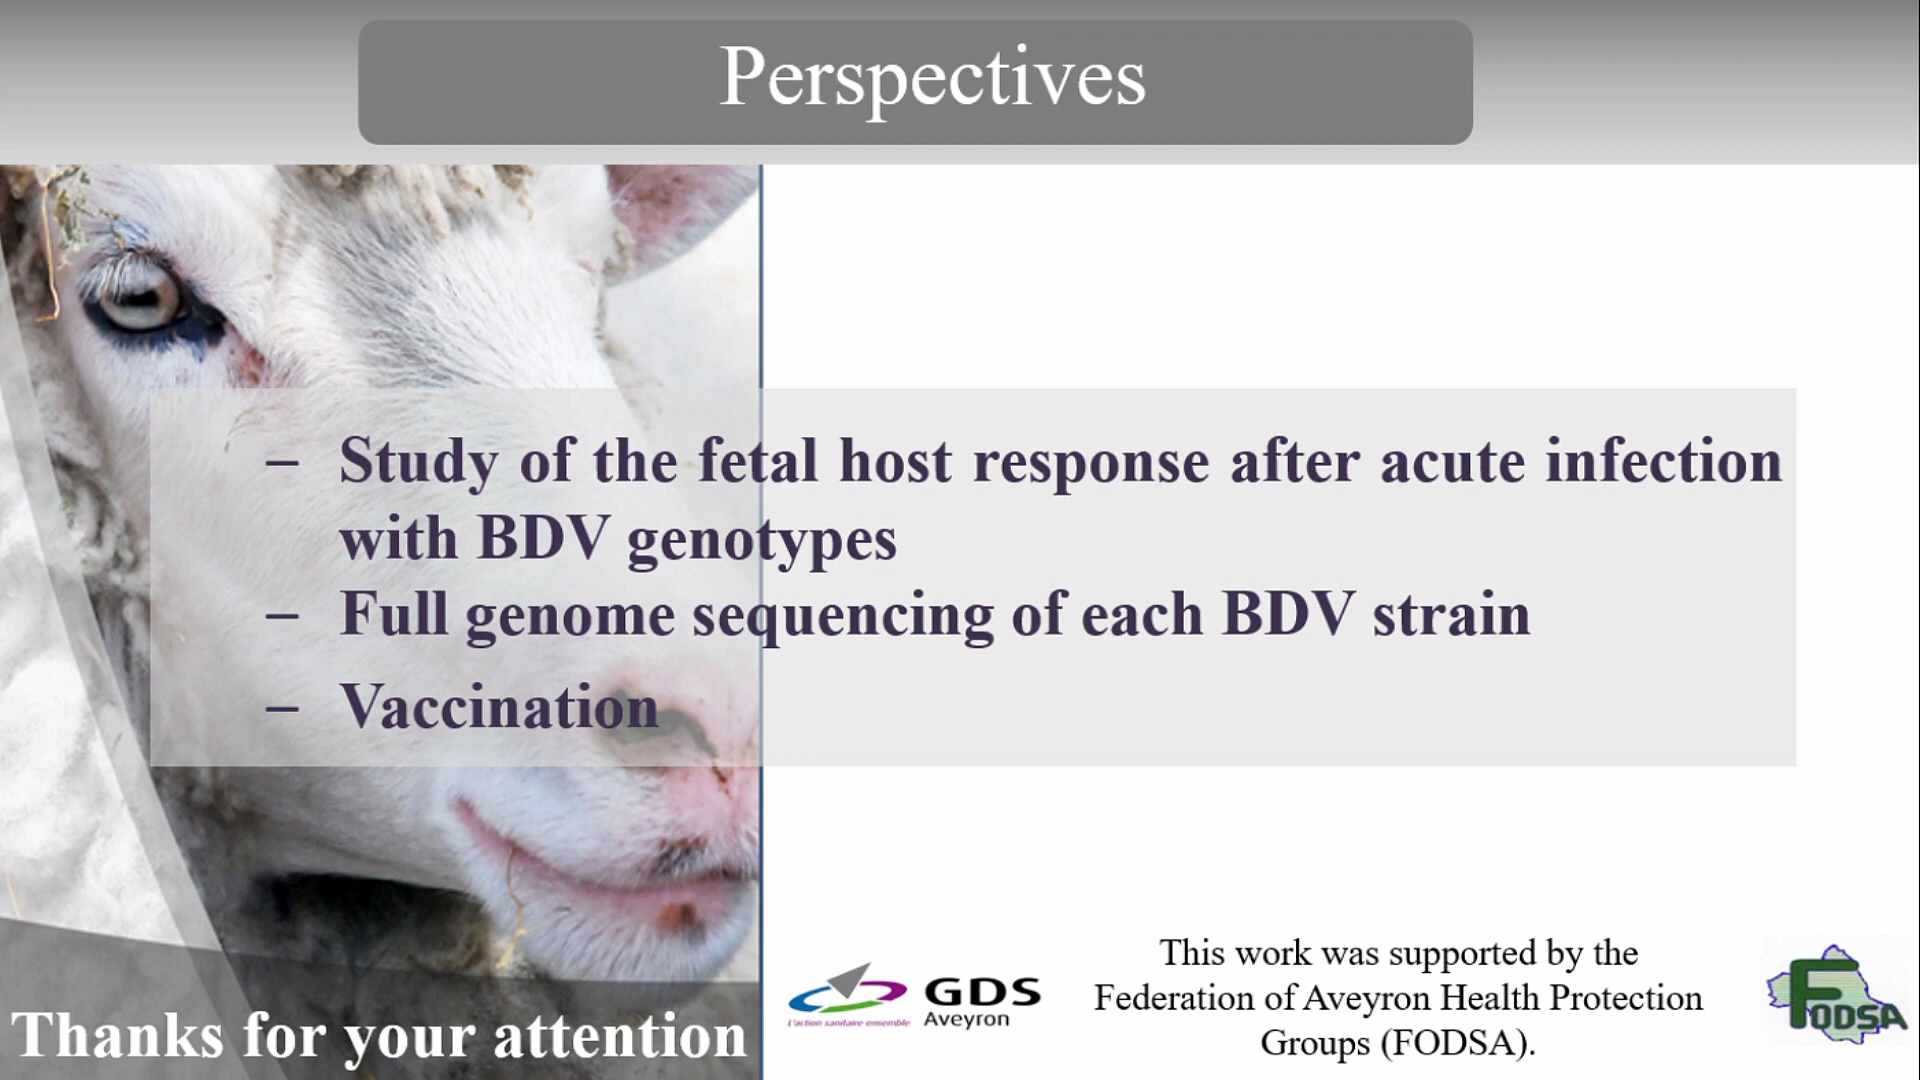 Perspectives
– Study of the fetal host response after acute infection
with BDV genotypes
– Full genome sequencing of each BDV strain
– Vaccination
Thanks for your attention
GDS
Aveyron
L'action sanitaire ensemble
This work was supported by the
Federation of Aveyron Health Protection
Groups (FODSA).
FODSA